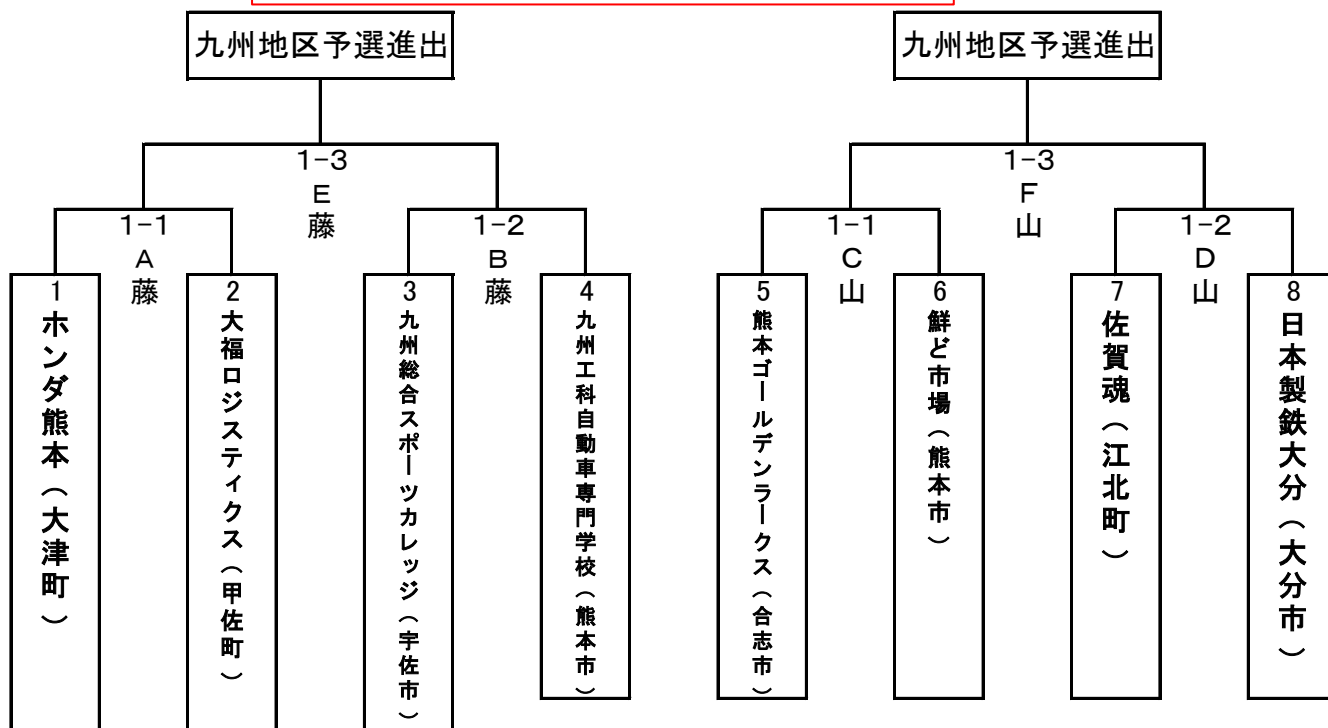 九州地区予選進出
九州地区予選進出
1-3
E
藤
1-3
F
山
1-1
A
藤
1-2
B
藤
1-1
C
山
1-2
D
山
1
ホンダ熊本（大津町）
2
大福ロジスティクス（甲佐町）
3
九州総合スポーツカレッジ（宇佐市）
4
九州工科自動車専門学校（熊本市）
5
熊本ゴールデンラークス（合志市）
6
鮮ど市場（熊本市）
7
佐賀魂（江北町）
8
日本製鉄大分（大分市）